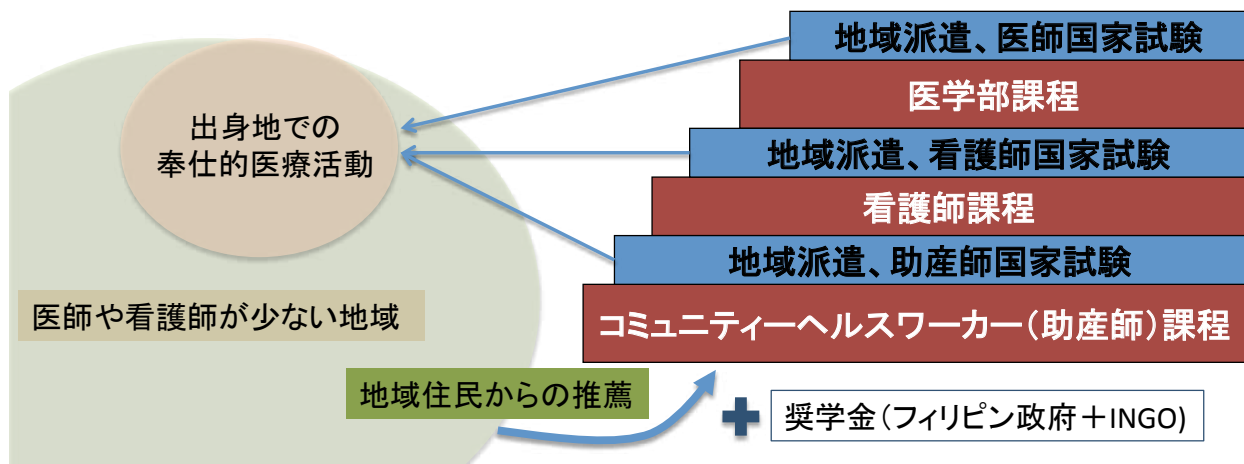 出身地での
奉仕的医療活動
医師や看護師が少ない地域
地域住民からの推薦
地域派遣、医師国家試験
医学部課程
地域派遣、看護師国家試験
看護師課程
地域派遣、助産師国家試験
コミュニティーヘルスワーカー(助産師)課程
奨学金(フィリピン政府+INGO)